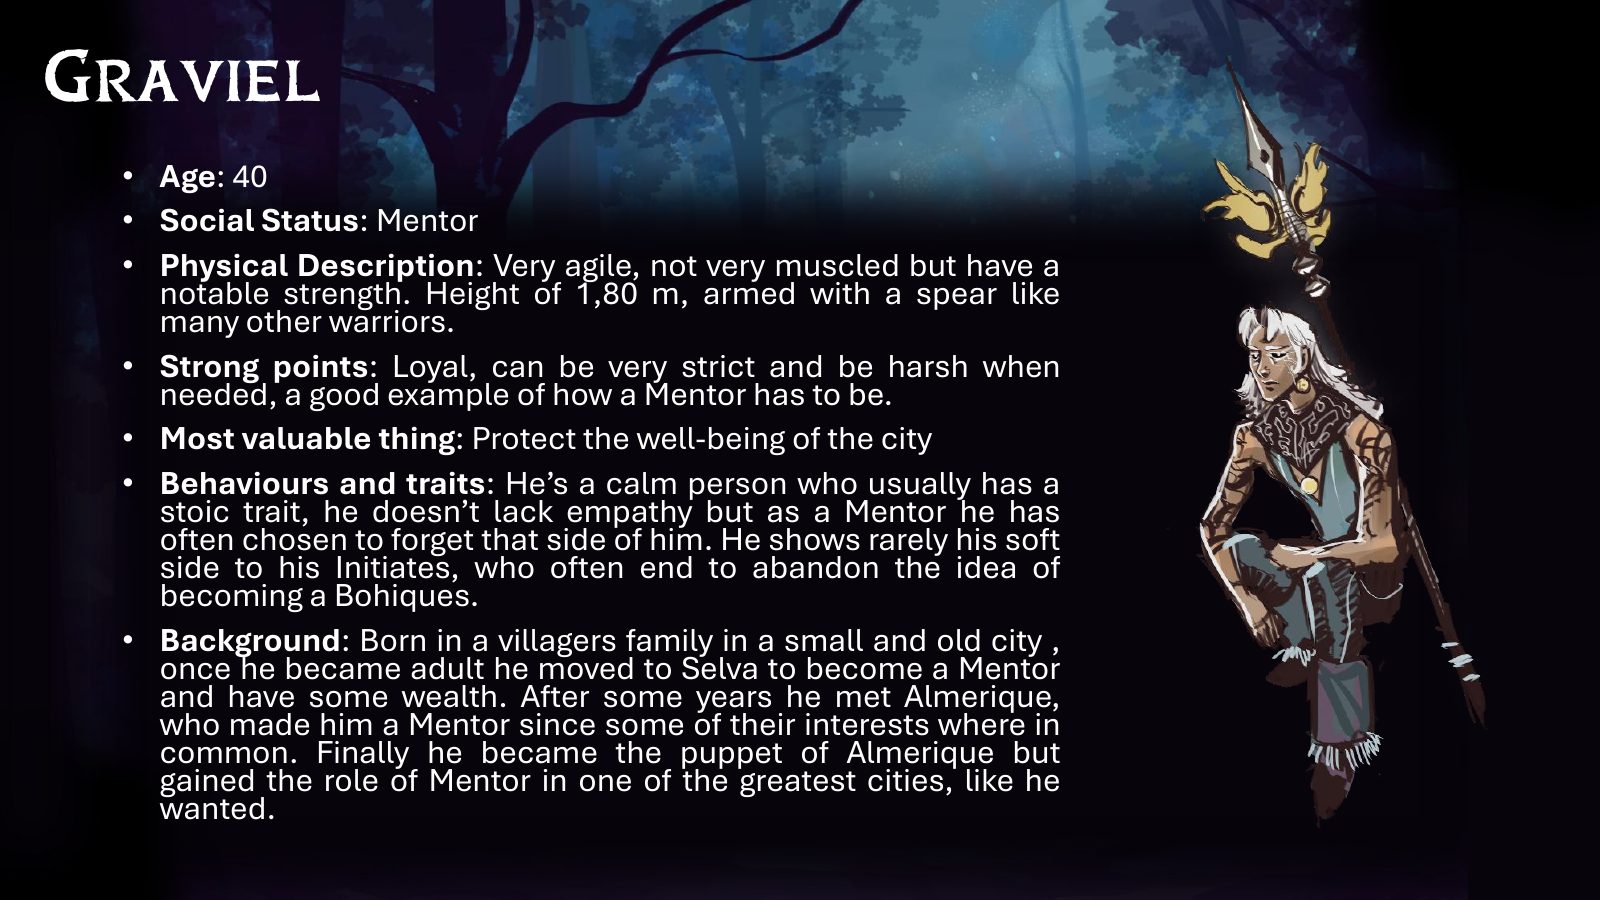 GRAVIEL
• Age: 40
• Social Status: Mentor
• Physical Description: Very agile, not very muscled but have a
notable strength. Height of 1,80 m, armed with a spear like
many other warriors.
• Strong points: Loyal, can be very strict and be harsh when
needed, a good example of how a Mentor has to be.
• Most valuable thing: Protect the well-being of the city
• Behaviours and traits: He’s a calm person who usually has a
stoic trait, he doesn’t lack empathy but as a Mentor he has
often chosen to forget that side of him. He shows rarely his soft
side to his Initiates, who often end to abandon the idea of
becoming a Bohiques.
• Background: Born in a villagers family in a small and old city ,
once he became adult he moved to Selva to become a Mentor
and have some wealth. After some years he met Almerique,
who made him a Mentor since some of their interests where in
common. Finally he became the puppet of Almerique but
gained the role of Mentor in one of the greatest cities, like he
wanted.